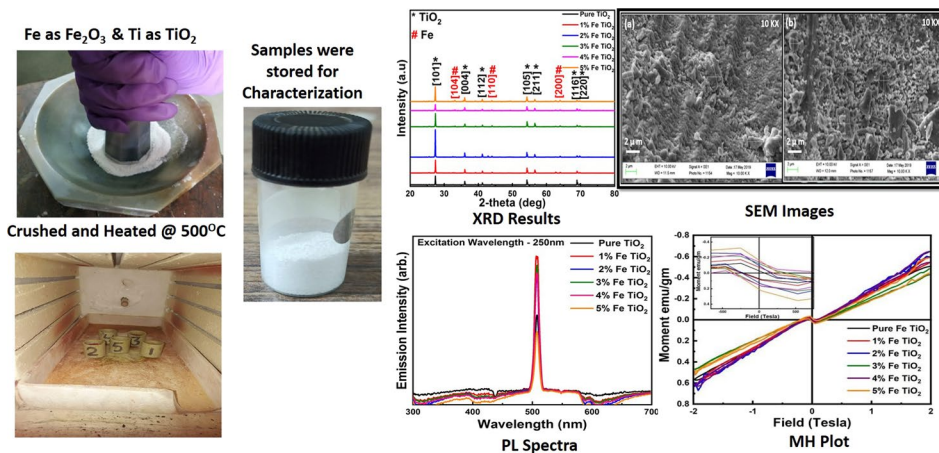 Fe as Fe₂O₃ & Ti as TiO₂
Crushed and Heated @ 500⁰C
2
4
5
3
1
Samples were
stored for
Characterization
* TiO₂
# Fe
Pure TiO₂
1% Fe TiO₂
2% Fe TiO₂
3% Fe TiO₂
4% Fe TiO₂
5% Fe TiO₂
[101]*
[104]#
[004]*
[112]*
[110]#
[105]*
[211]*
[200]#
[116]*
[220]*
Intensity (a.u)
20 30 40 50 60 70 80
2-theta (deg)
XRD Results
(a)
10 KX
2 µm
(b)
10 KX
2 µm
SEM Images
Excitation Wavelength - 250nm
Pure TiO₂
1% Fe TiO₂
2% Fe TiO₂
3% Fe TiO₂
4% Fe TiO₂
5% Fe TiO₂
Emission Intensity (arb.)
300 400 500 600 700
Wavelength (nm)
PL Spectra
-0.8
-0.6
-0.4
-0.2
0.0
0.2
0.4
0.6
0.8
Moment emu/gm
Field (Tesla)
Pure Fe TiO₂
1% Fe TiO₂
2% Fe TiO₂
3% Fe TiO₂
4% Fe TiO₂
5% Fe TiO₂
-2 -1 0 1 2
Field (Tesla)
MH Plot